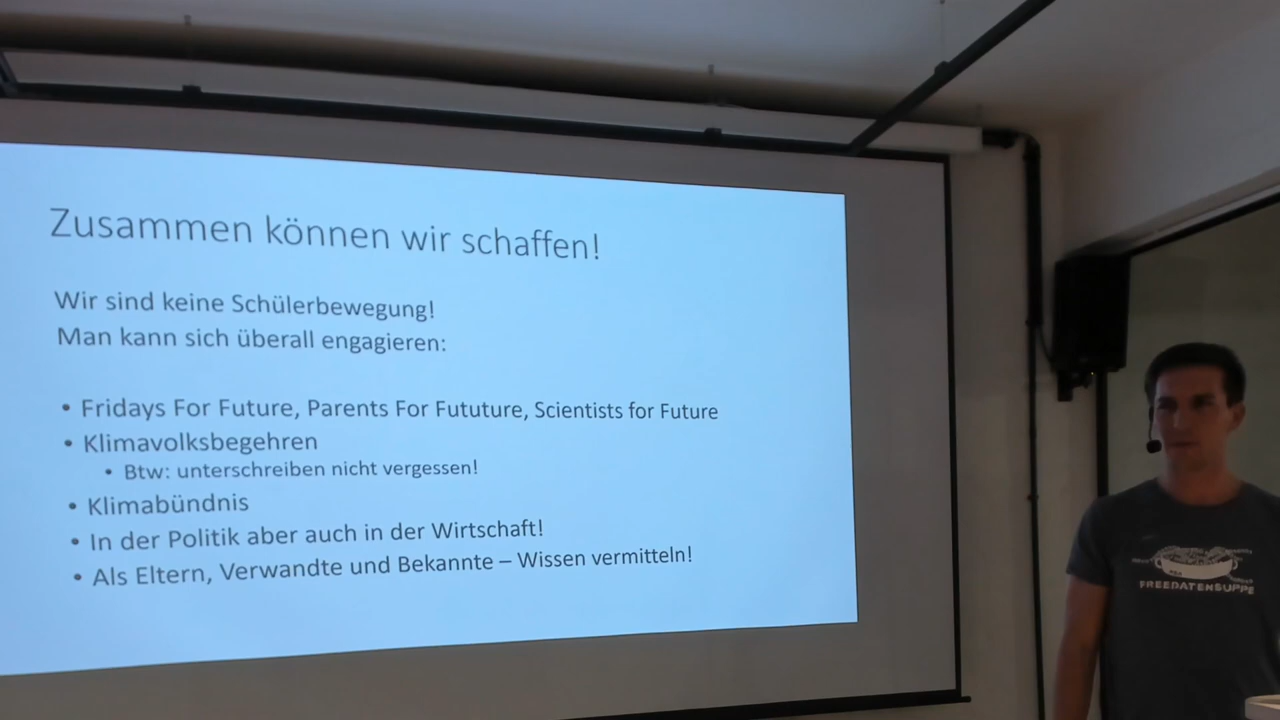 Zusammen können wir schaffen!
Wir sind keine Schülerbewegung!
Man kann sich überall engagieren:
• Fridays For Future, Parents For Fututure, Scientists for Future
• Klimavolksbegehren
• Btw: unterschreiben nicht vergessen!
• Klimabündnis
• In der Politik aber auch in der Wirtschaft!
• Als Eltern, Verwandte und Bekannte – Wissen vermitteln!
FREEDATENSUPPE